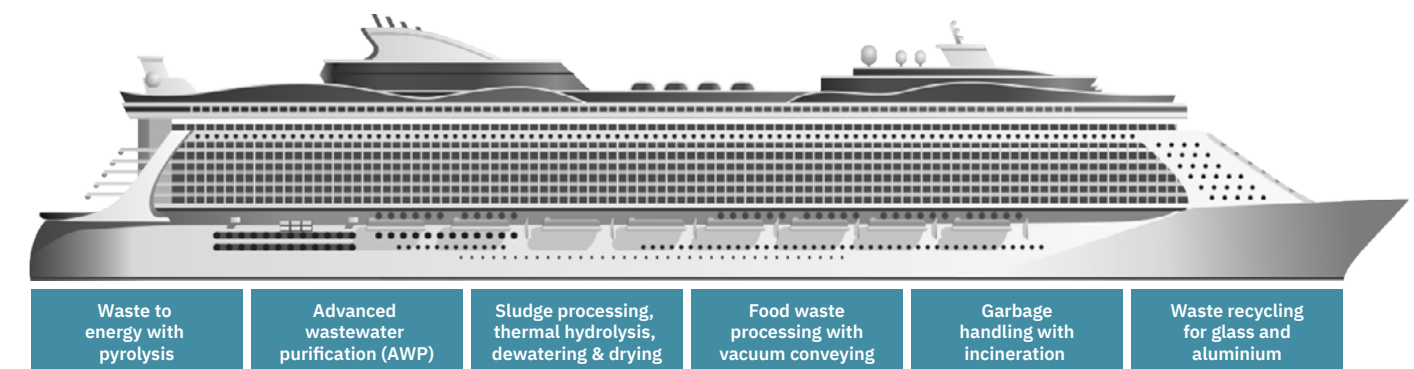 Waste to
energy with
pyrolysis
Advanced
wastewater
purification (AWP)
Sludge processing,
thermal hydrolysis,
dewatering & drying
Food waste
processing with
vacuum conveying
Garbage
handling with
incineration
Waste recycling
for glass and
aluminium